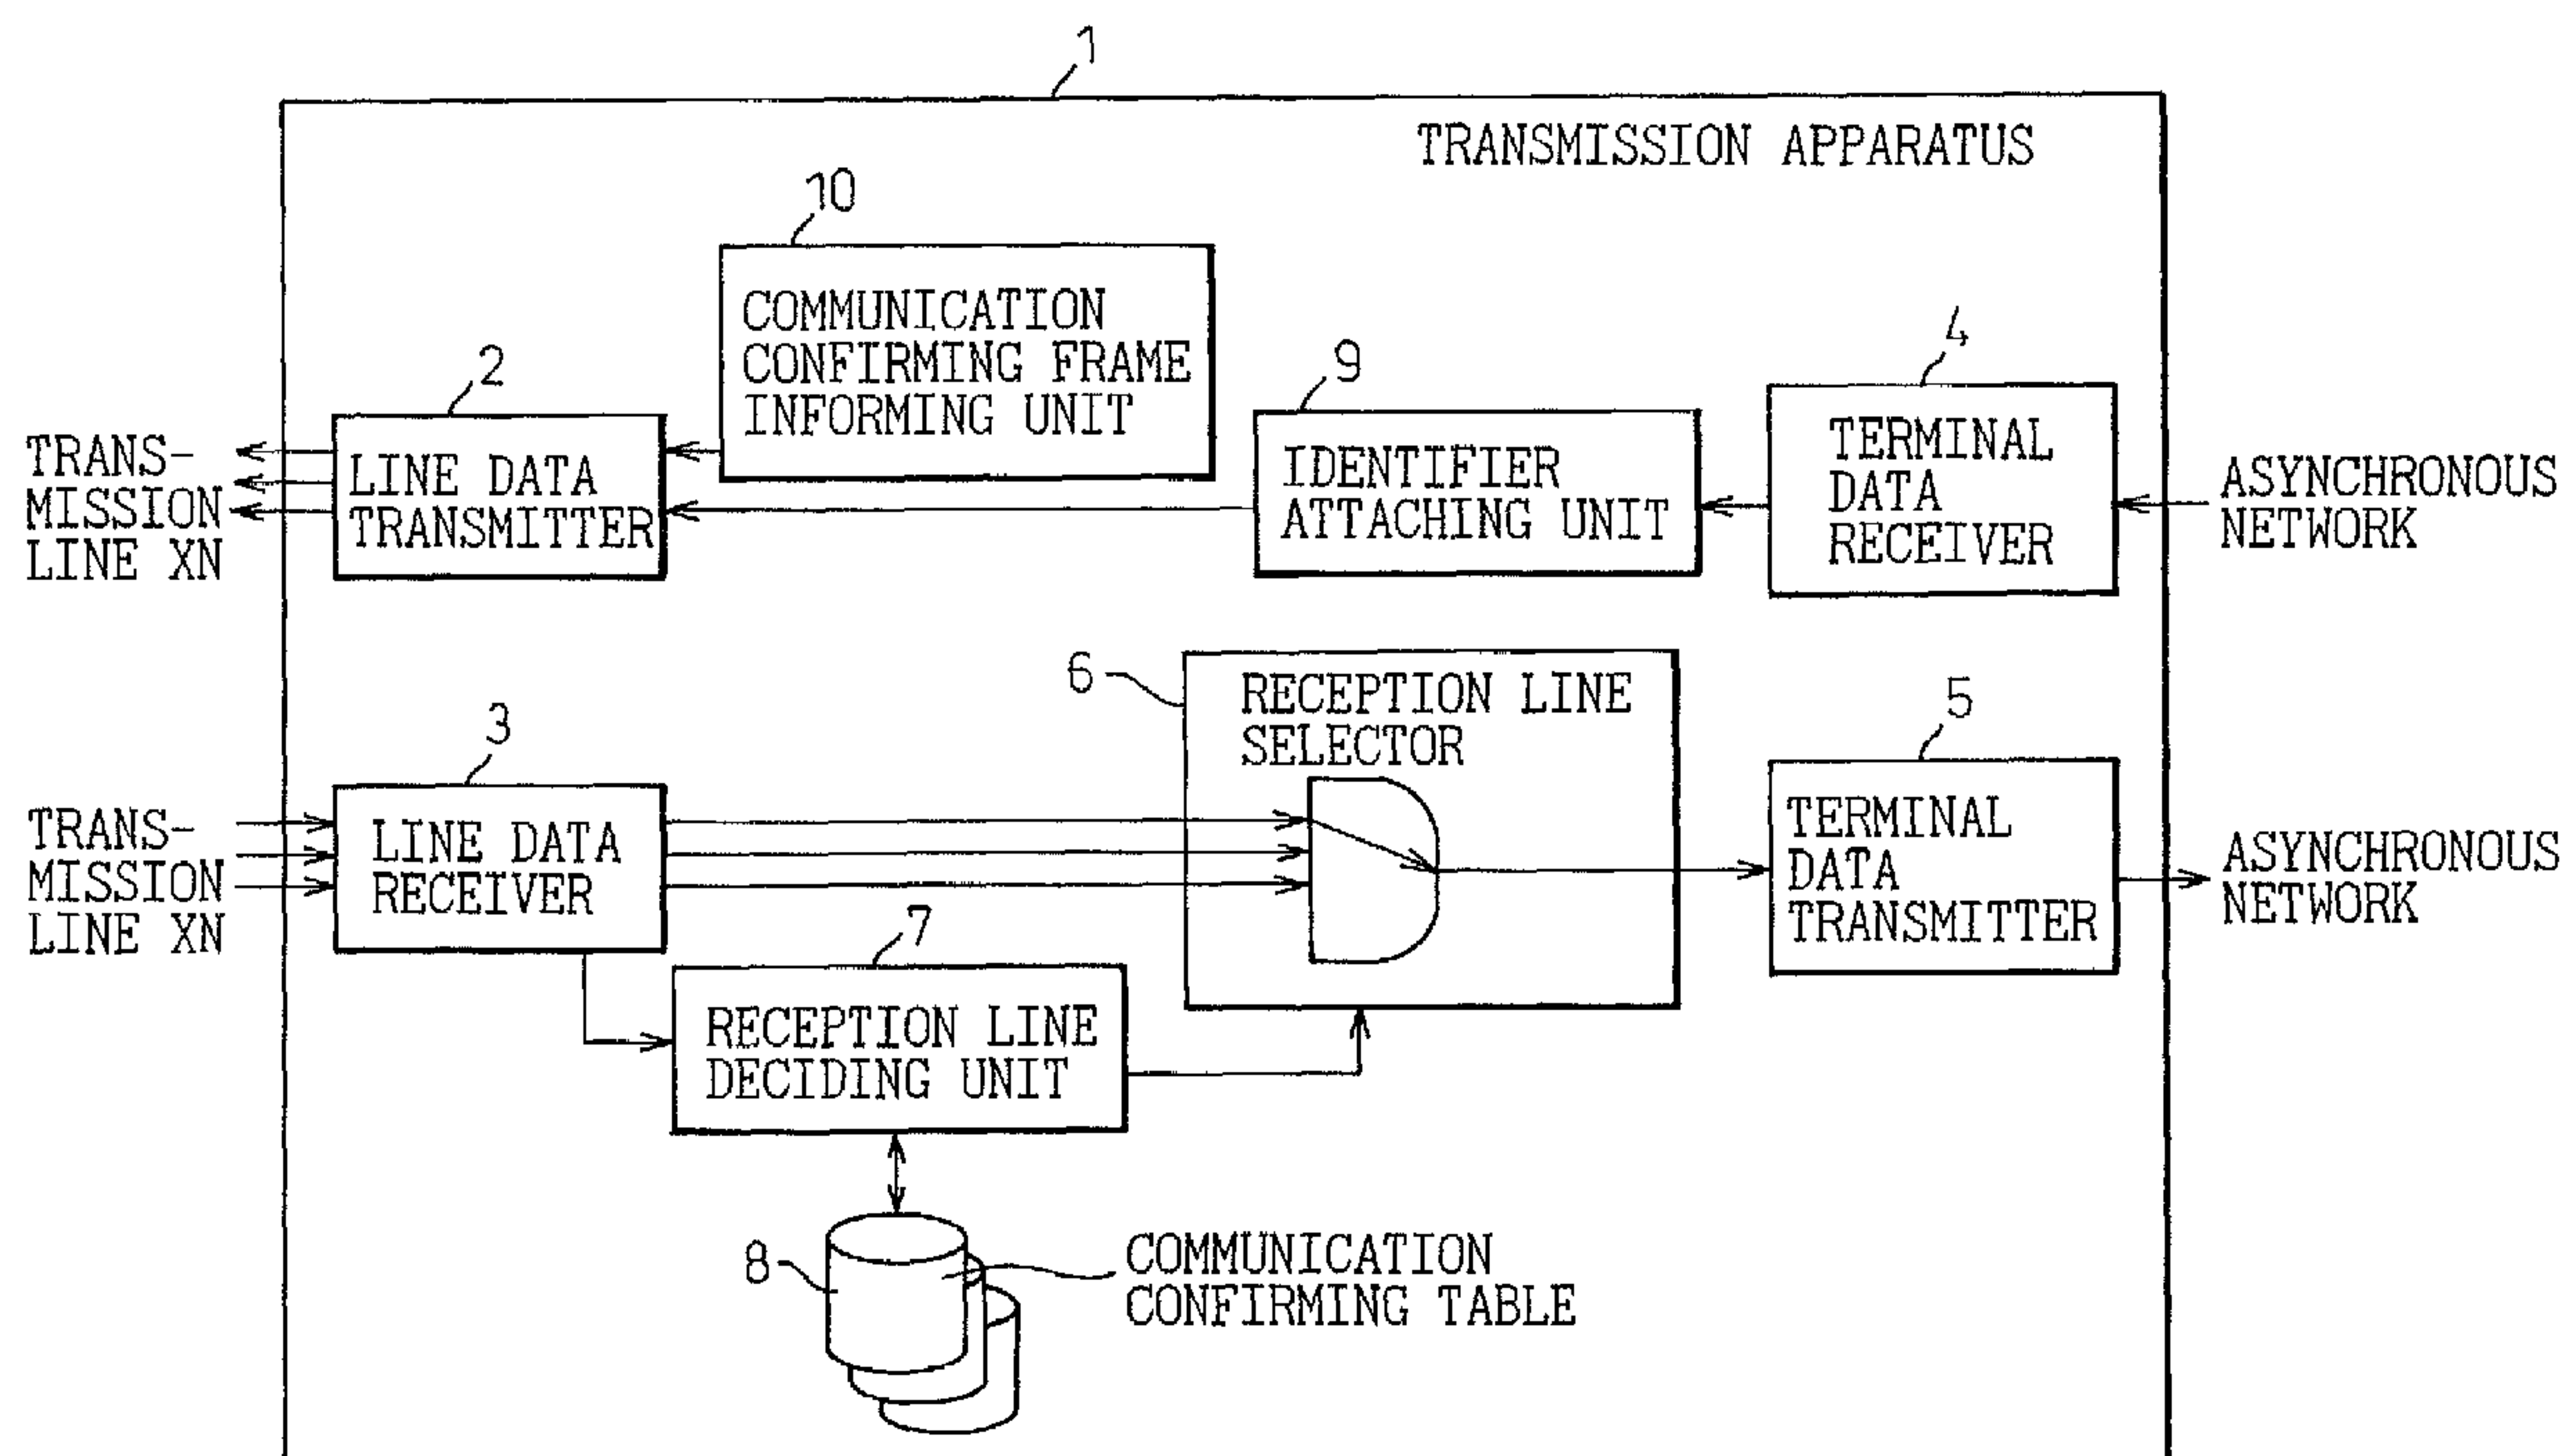 1
TRANSMISSION APPARATUS
10
COMMUNICATION
CONFIRMING FRAME
INFORMING UNIT
2
LINE DATA
TRANSMITTER
TRANS-
MISSION
LINE XN
9
IDENTIFIER
ATTACHING UNIT
4
TERMINAL
DATA
RECEIVER
ASYNCHRONOUS
NETWORK
6
RECEPTION LINE
SELECTOR
3
LINE DATA
RECEIVER
TRANS-
MISSION
LINE XN
5
TERMINAL
DATA
TRANSMITTER
ASYNCHRONOUS
NETWORK
7
RECEPTION LINE
DECIDING UNIT
8
COMMUNICATION
CONFIRMING TABLE